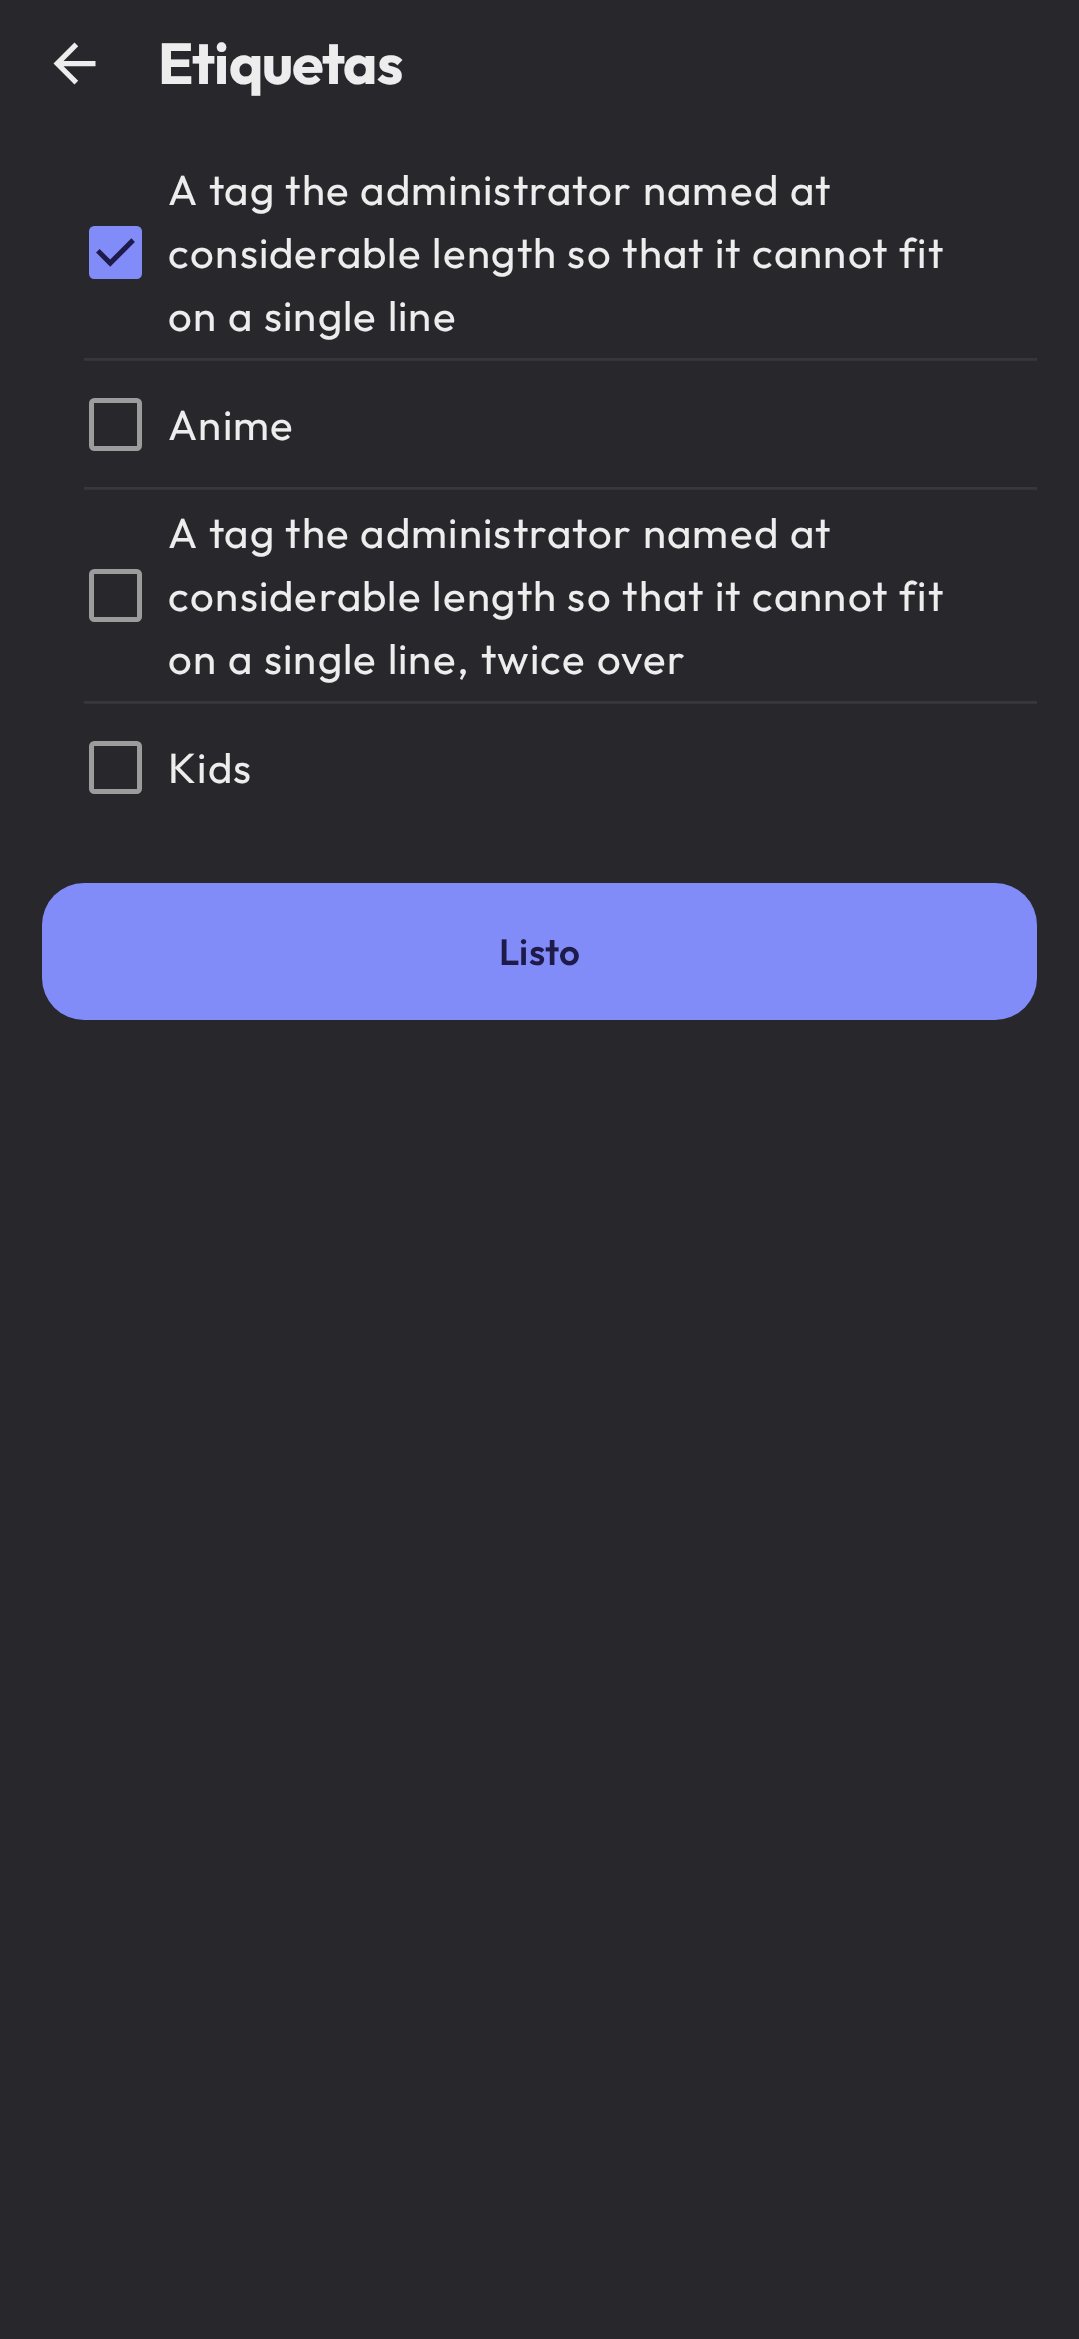 Etiquetas
A tag the administrator named at
considerable length so that it cannot fit
on a single line
Anime
A tag the administrator named at
considerable length so that it cannot fit
on a single line, twice over
Kids
Listo